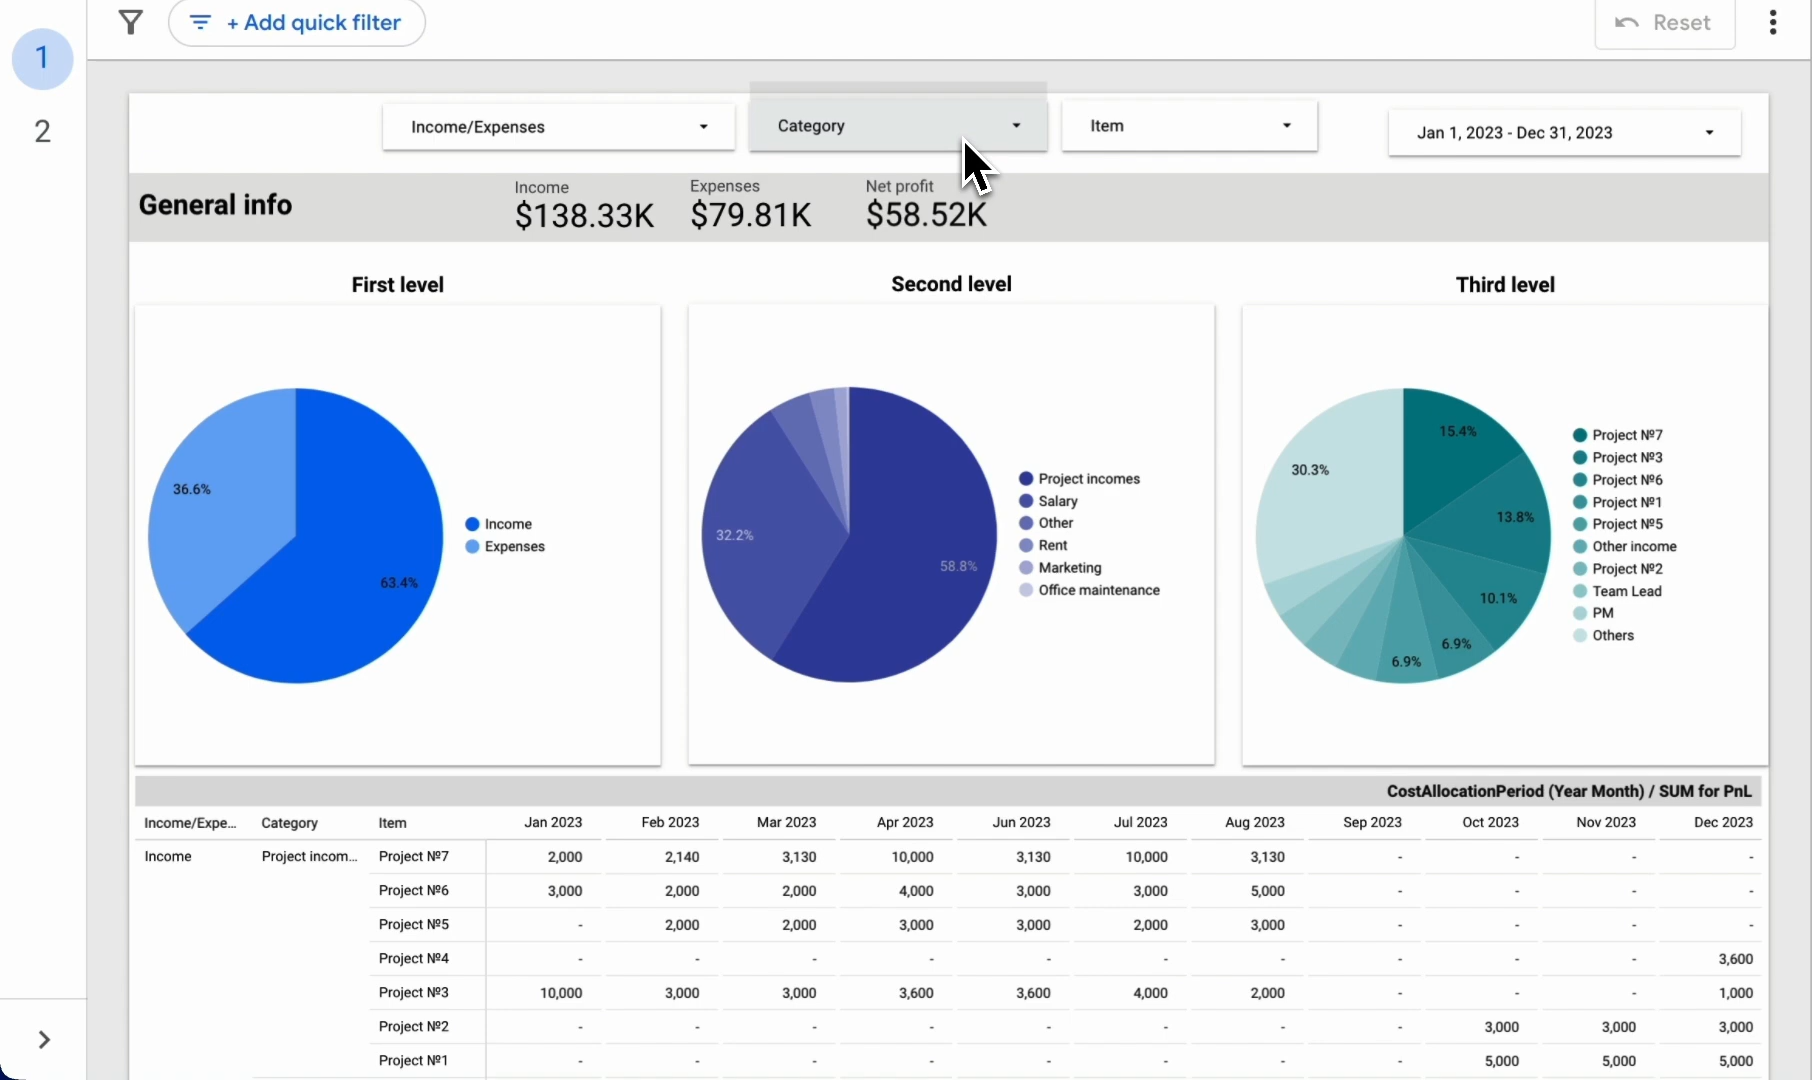 1
2
+ Add quick filter
Reset
Income/Expenses
Category
Item
Jan 1, 2023 - Dec 31, 2023
General info
Income
$138.33K
Expenses
$79.81K
Net profit
$58.52K
First level
36.6%
63.4%
Income
Expenses
Second level
32.2%
58.8%
Project incomes
Salary
Other
Rent
Marketing
Office maintenance
Third level
15.4%
30.3%
13.8%
10.1%
6.9%
6.9%
Project №7
Project №3
Project №6
Project №1
Project №5
Other income
Project №2
Team Lead
PM
Others
CostAllocationPeriod (Year Month) / SUM for PnL
Income/Expe... Category Item Jan 2023 Feb 2023 Mar 2023 Apr 2023 Jun 2023 Jul 2023 Aug 2023 Sep 2023 Oct 2023 Nov 2023 Dec 2023
Income Project incom... Project №7 2,000 2,140 3,130 10,000 3,130 10,000 3,130 - - - -
Project №6 3,000 2,000 2,000 4,000 3,000 3,000 5,000 - - - -
Project №5 - 2,000 2,000 3,000 3,000 2,000 3,000 - - - -
Project №4 - - - - - - - - - - 3,600
Project №3 10,000 3,000 3,000 3,600 3,600 4,000 2,000 - - - 1,000
Project №2 - - - - - - - - 3,000 3,000 3,000
Project №1 - - - - - - - - 5,000 5,000 5,000